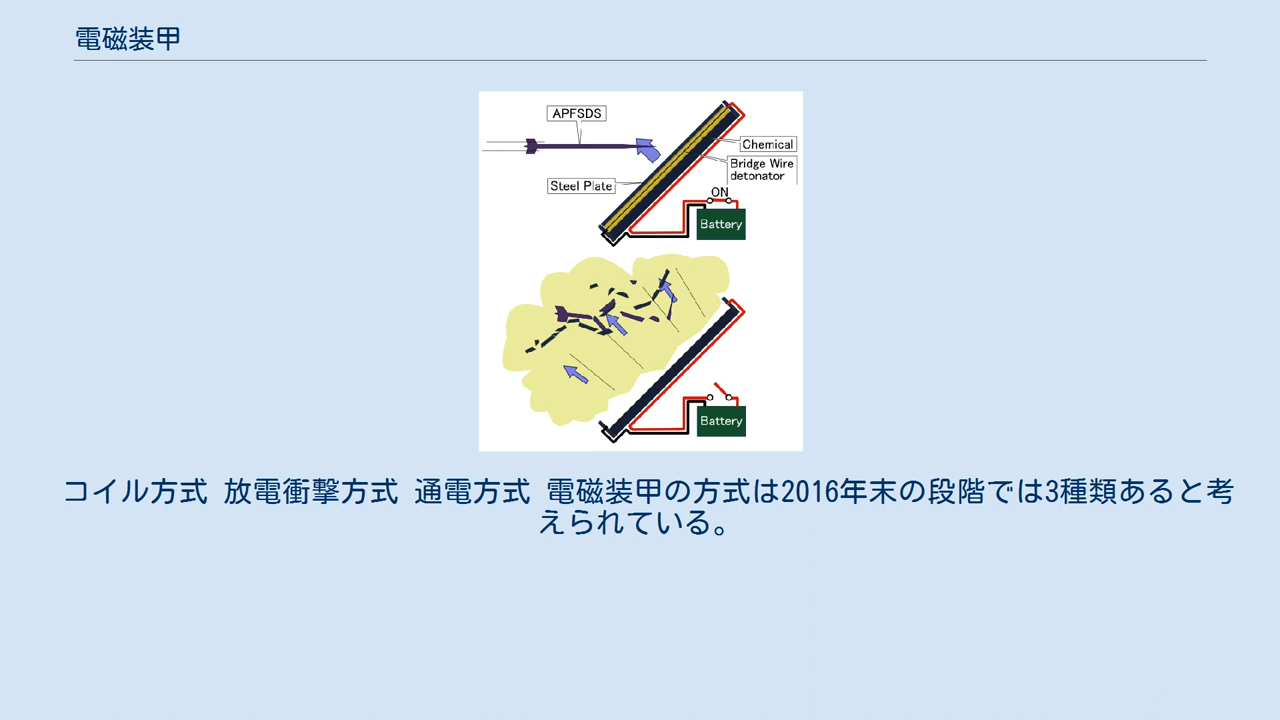 電磁装甲
APFSDS
Chemical
Bridge Wire
detonator
Steel Plate
ON
Battery
Battery
コイル方式 放電衝撃方式 通電方式 電磁装甲の方式は2016年末の段階では3種類あると考
えられている。